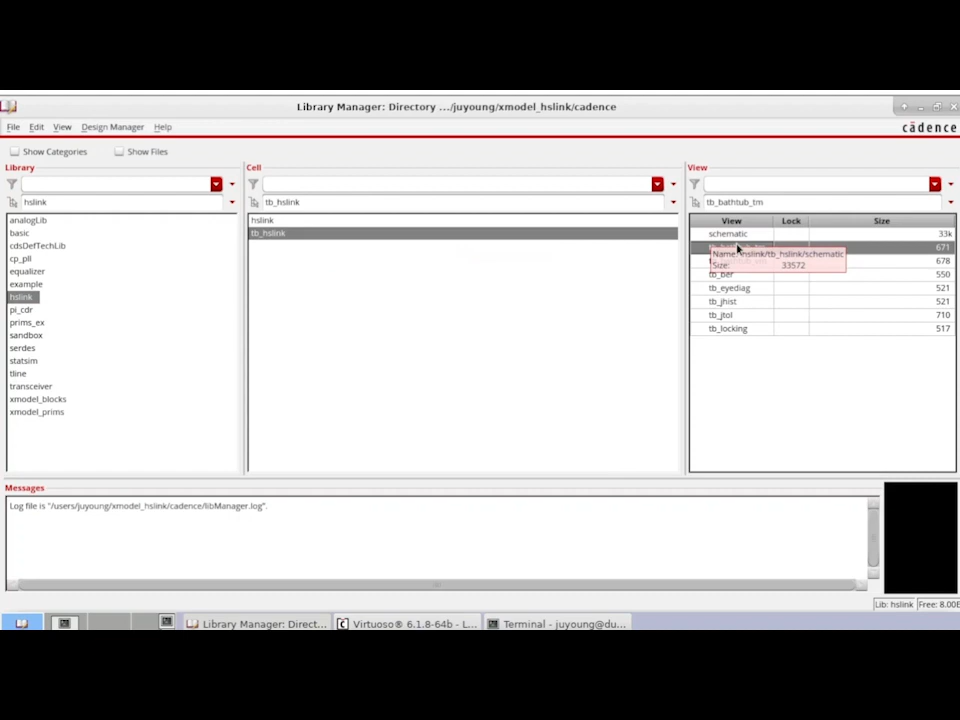 Library Manager: Directory .../juyoung/xmodel_hslink/cadence
File Edit View Design Manager Help
cādence
Show Categories Show Files
Library
hslink
analogLib
basic
cdsDefTechLib
cp_pll
equalizer
example
hslink
pi_cdr
prims_ex
sandbox
serdes
statsim
tline
transceiver
xmodel_blocks
xmodel_prims
Cell
tb_hslink
hslink
tb_hslink
View
tb_bathtub_tm
View Lock Size
schematic 33k
671
678
Name: hslink/tb_hslink/schematic
Size: 33572
tb_ber 550
tb_eyediag 521
tb_jhist 521
tb_jtol 710
tb_locking 517
Messages
Log file is "/users/juyoung/xmodel_hslink/cadence/libManager.log".
Lib: hslink Free: 8.00E
Library Manager: Direct... Virtuoso® 6.1.8-64b - L... Terminal - juyoung@du...